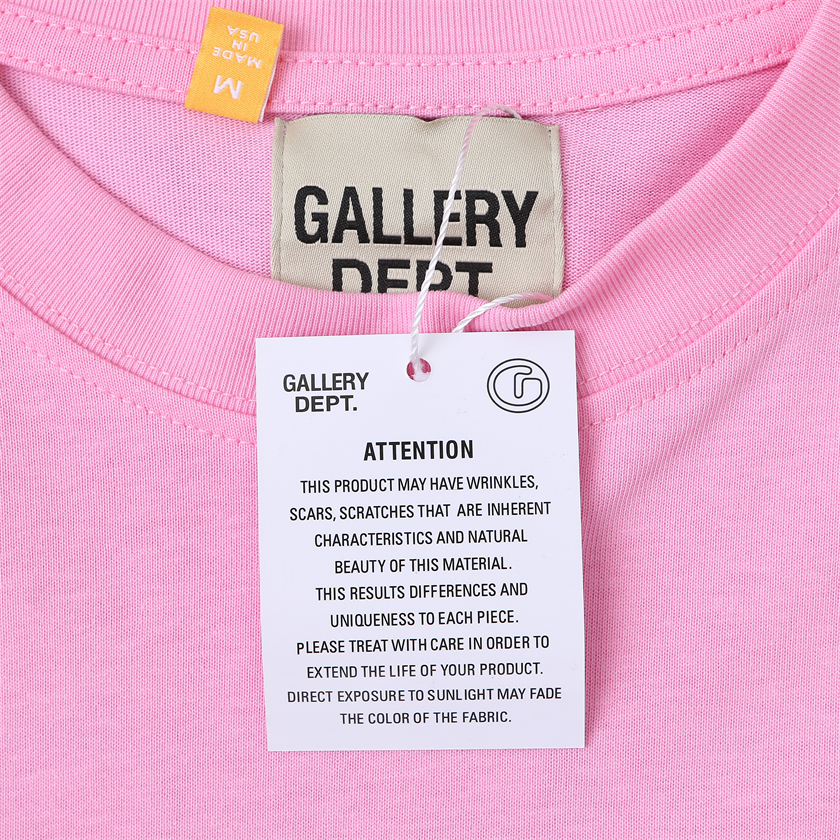 M
MADE
IN
USA
GALLERY
DEPT
GALLERY
DEPT.
G
ATTENTION
THIS PRODUCT MAY HAVE WRINKLES,
SCARS, SCRATCHES THAT ARE INHERENT
CHARACTERISTICS AND NATURAL
BEAUTY OF THIS MATERIAL.
THIS RESULTS DIFFERENCES AND
UNIQUENESS TO EACH PIECE.
PLEASE TREAT WITH CARE IN ORDER TO
EXTEND THE LIFE OF YOUR PRODUCT.
DIRECT EXPOSURE TO SUNLIGHT MAY FADE
THE COLOR OF THE FABRIC.